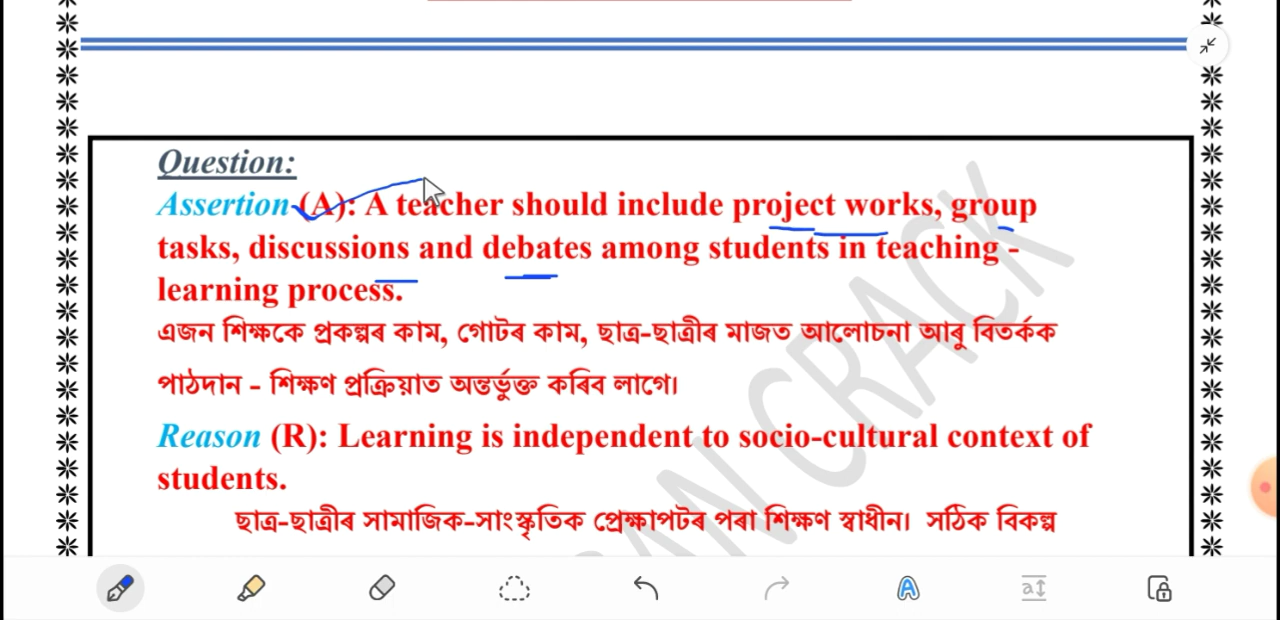 Question:
Assertion (A): A teacher should include project works, group
tasks, discussions and debates among students in teaching -
learning process.
এজন শিক্ষকে প্ৰকল্পৰ কাম, গোটৰ কাম, ছাত্ৰ-ছাত্ৰীৰ মাজত আলোচনা আৰু বিতৰ্কক
পাঠদান - শিক্ষণ প্ৰক্ৰিয়াত অন্তৰ্ভুক্ত কৰিব লাগে।
Reason (R): Learning is independent to socio-cultural context of
students.
ছাত্ৰ-ছাত্ৰীৰ সামাজিক-সাংস্কৃতিক প্ৰেক্ষাপটৰ পৰা শিক্ষণ স্বাধীন। সঠিক বিকল্প
CRACK